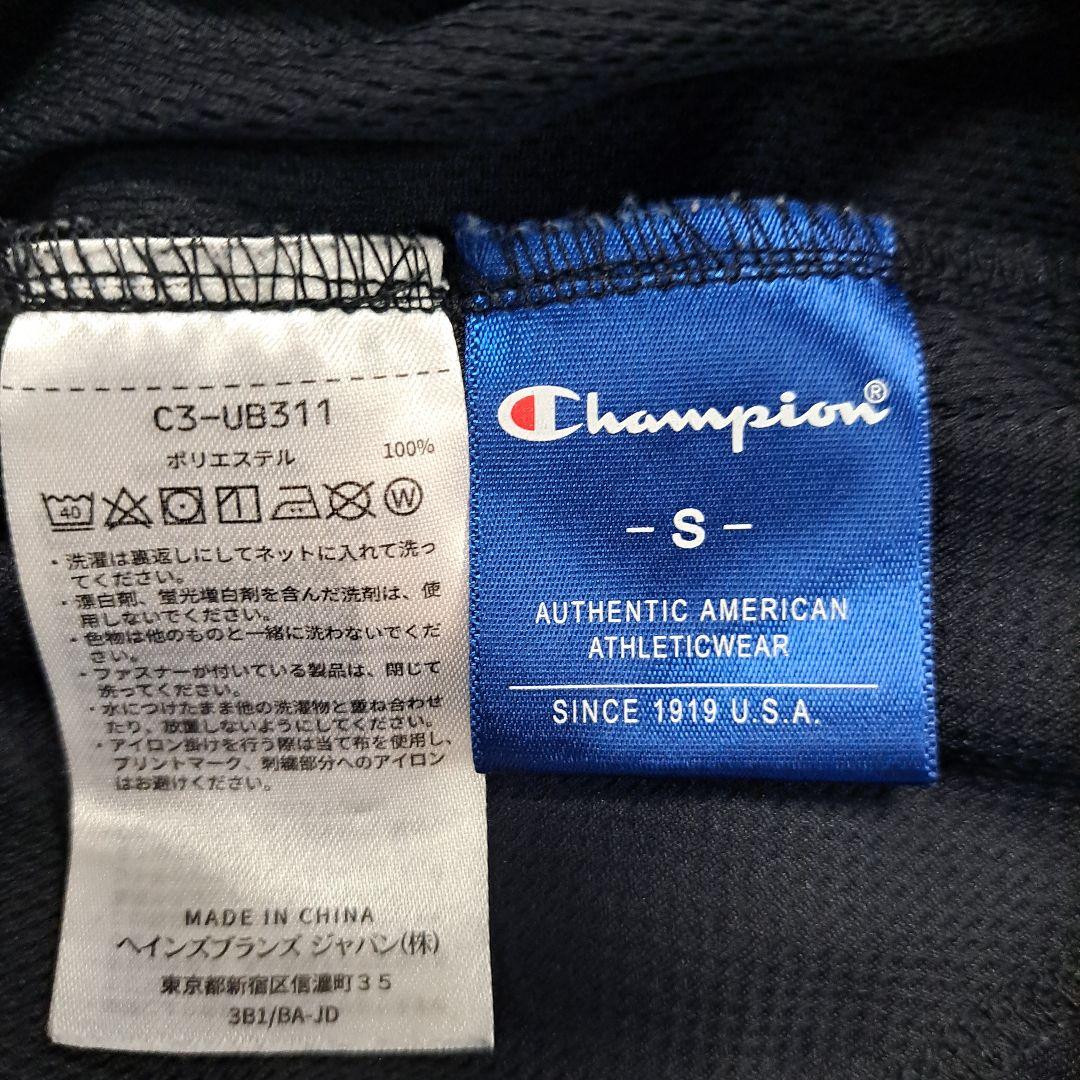 C3-UB311
ポリエステル 100%
40 W
・洗濯は裏返しにしてネットに入れて洗っ
てください。
・漂白剤、蛍光増白剤を含んだ洗剤は、使
用しないでください。
・色物は他のものと一緒に洗わないでくだ
さい。
・ファスナーが付いている製品は、閉じて
洗ってください。
・水につけたまま他の洗濯物と重ね合わせ
たり、放置しないようにしてください。
・アイロン掛けを行う際は当て布を使用し、
プリントマーク、刺繍部分へのアイロン
はお避けください。
MADE IN CHINA
ヘインズブランズ ジャパン(株)
東京都新宿区信濃町35
3B1/BA-JD
Champion®
- S -
AUTHENTIC AMERICAN
ATHLETICWEAR
SINCE 1919 U.S.A.